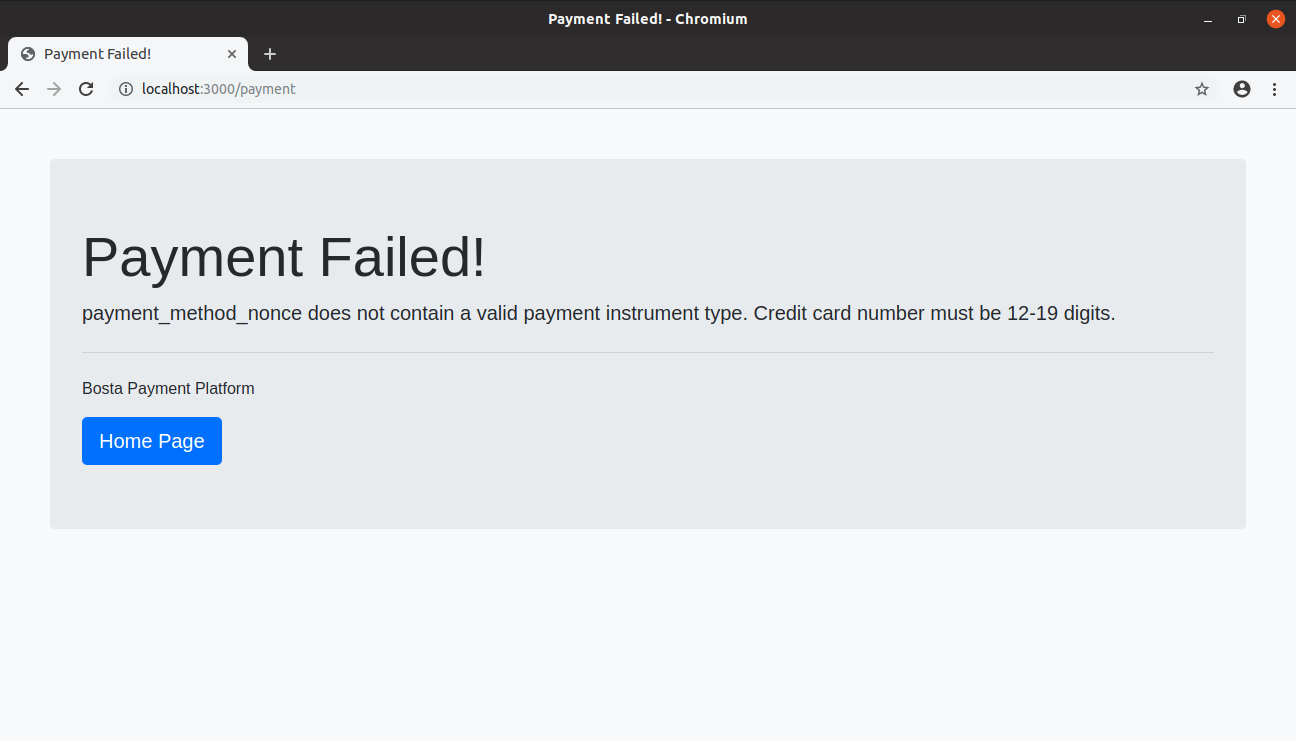 Payment Failed! - Chromium
Payment Failed!
localhost:3000/payment
Payment Failed!
payment_method_nonce does not contain a valid payment instrument type. Credit card number must be 12-19 digits.
Bosta Payment Platform
Home Page